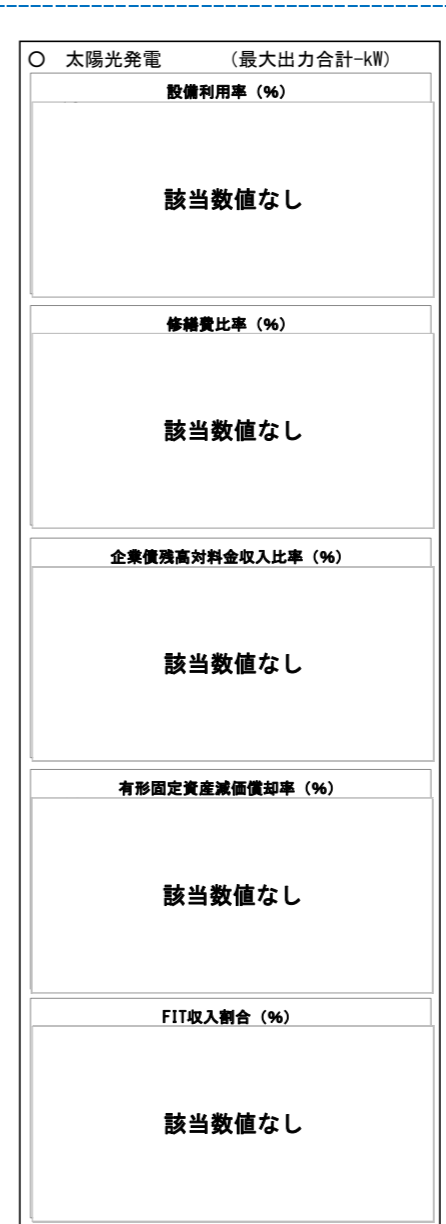 ○ 太陽光発電 (最大出力合計-kW)
設備利用率（%）
該当数値なし
修繕費比率（%）
該当数値なし
企業債残高対料金収入比率（%）
該当数値なし
有形固定資産減価償却率（%）
該当数値なし
FIT収入割合（%）
該当数値なし